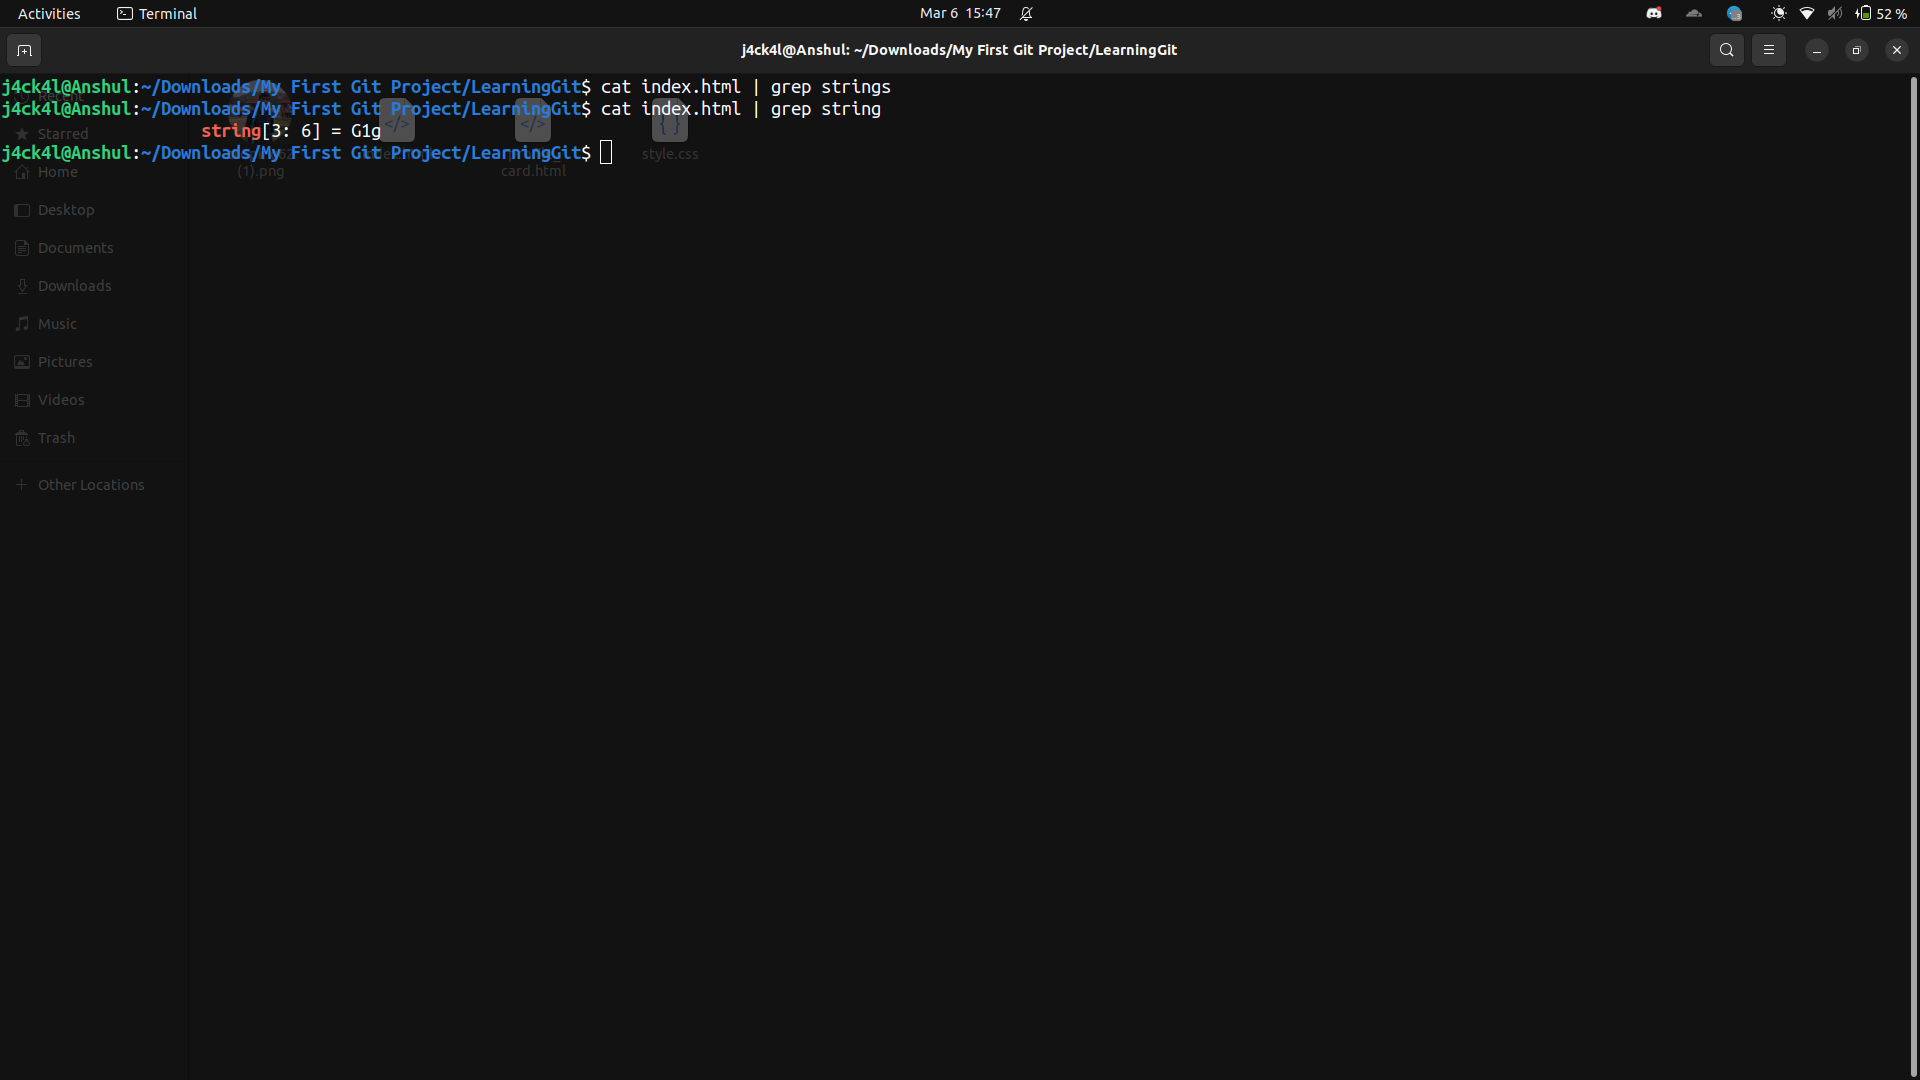 Activities Terminal Mar 6 15:47 52 %
j4ck4l@Anshul: ~/Downloads/My First Git Project/LearningGit
j4ck4l@Anshul:~/Downloads/My First Git Project/LearningGit$ cat index.html | grep strings
j4ck4l@Anshul:~/Downloads/My First Git Project/LearningGit$ cat index.html | grep string
string[3: 6] = G1g
j4ck4l@Anshul:~/Downloads/My First Git Project/LearningGit$
Recent
Starred
Home
Desktop
Documents
Downloads
Music
Pictures
Videos
Trash
Other Locations
(1).png
card.html
style.css